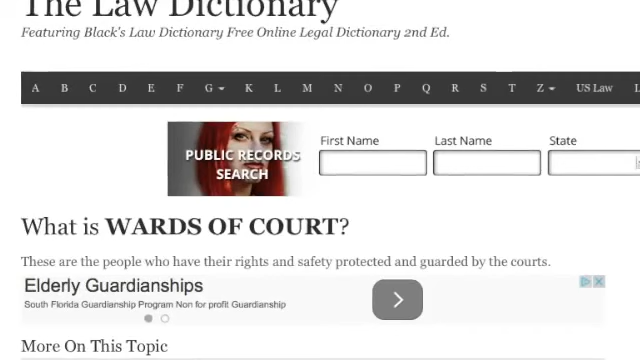 The Law Dictionary
Featuring Black's Law Dictionary Free Online Legal Dictionary 2nd Ed.
A B C D E F G K L M N O P Q R S T Z US Law L
First Name Last Name State
PUBLIC RECORDS
SEARCH
What is WARDS OF COURT?
These are the people who have their rights and safety protected and guarded by the courts.
Elderly Guardianships
South Florida Guardianship Program Non for profit Guardianship
More On This Topic